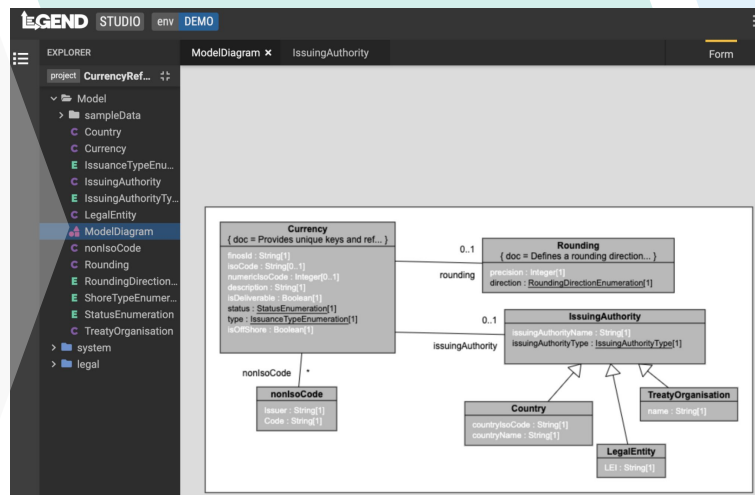 LEGEND STUDIO env DEMO
EXPLORER
project CurrencyRef...
Model
sampleData
C Country
C Currency
E IssuanceTypeEnu...
C IssuingAuthority
E IssuingAuthorityTy...
C LegalEntity
ModelDiagram
C nonIsoCode
C Rounding
E RoundingDirection...
E ShoreTypeEnumer...
E StatusEnumeration
C TreatyOrganisation
system
legal
ModelDiagram × IssuingAuthority
Form
Currency
{ doc = Provides unique keys and ref... }
finosId : String[1]
isoCode : String[0..1]
numericIsoCode : Integer[0..1]
description : String[1]
isDeliverable : Boolean[1]
status : StatusEnumeration[1]
type : IssuanceTypeEnumeration[1]
isOffShore : Boolean[1]
0..1
rounding
Rounding
{ doc = Defines a rounding direction... }
precision : Integer[1]
direction : RoundingDirectionEnumeration[1]
0..1
issuingAuthority
IssuingAuthority
issuingAuthorityName : String[1]
issuingAuthorityType : IssuingAuthorityType[1]
nonIsoCode *
nonIsoCode
Issuer : String[1]
Code : String[1]
Country
countryIsoCode : String[1]
countryName : String[1]
LegalEntity
LEI : String[1]
TreatyOrganisation
name : String[1]